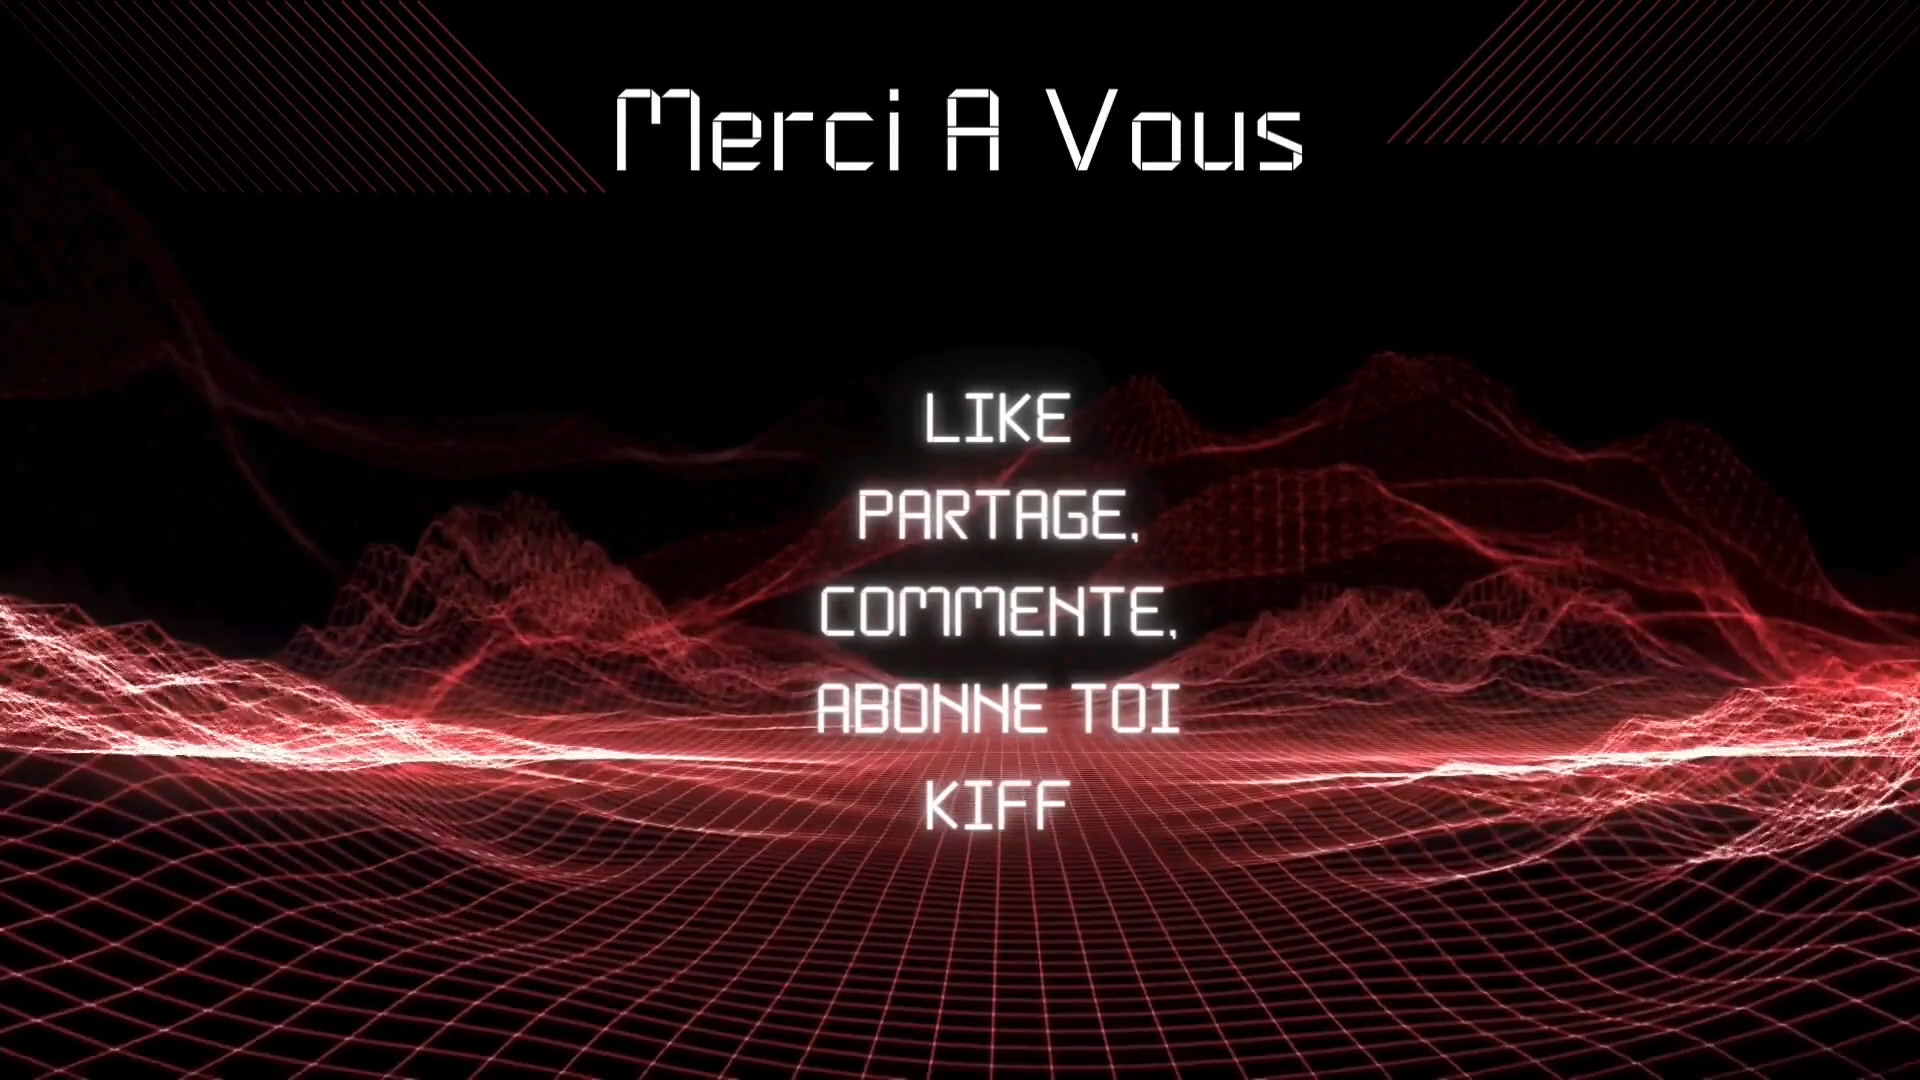 Merci A Vous
LIKE
PARTAGE,
COMMENTE,
ABONNE TOI
KIFF